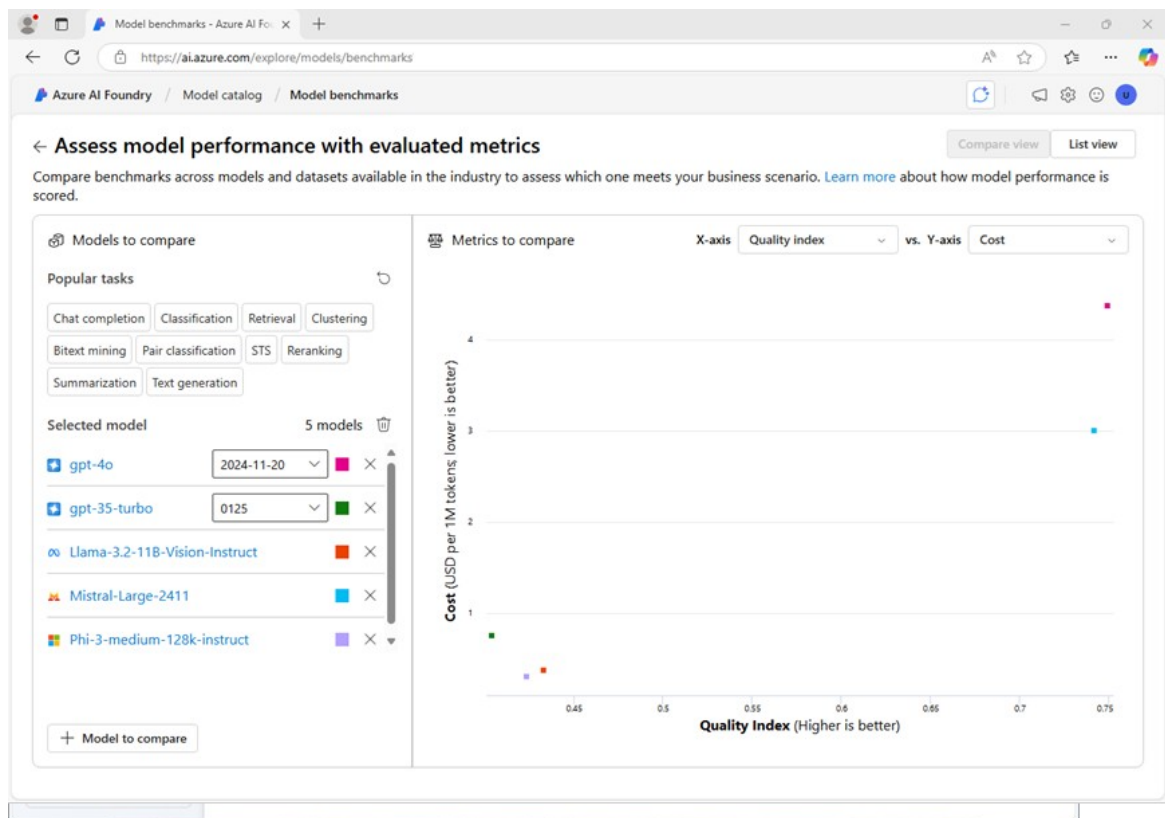 Model benchmarks - Azure AI Fo
https://ai.azure.com/explore/models/benchmarks
Azure AI Foundry / Model catalog / Model benchmarks
U
Assess model performance with evaluated metrics
Compare view
List view
Compare benchmarks across models and datasets available in the industry to assess which one meets your business scenario. Learn more about how model performance is
scored.
Models to compare
Popular tasks
Chat completion Classification Retrieval Clustering
Bitext mining Pair classification STS Reranking
Summarization Text generation
Selected model 5 models
gpt-4o 2024-11-20
gpt-35-turbo 0125
Llama-3.2-11B-Vision-Instruct
Mistral-Large-2411
Phi-3-medium-128k-instruct
+ Model to compare
Metrics to compare
X-axis Quality index vs. Y-axis Cost
Cost (USD per 1M tokens; lower is better)
4
3
2
1
0.45 0.5 0.55 0.6 0.65 0.7 0.75
Quality Index (Higher is better)